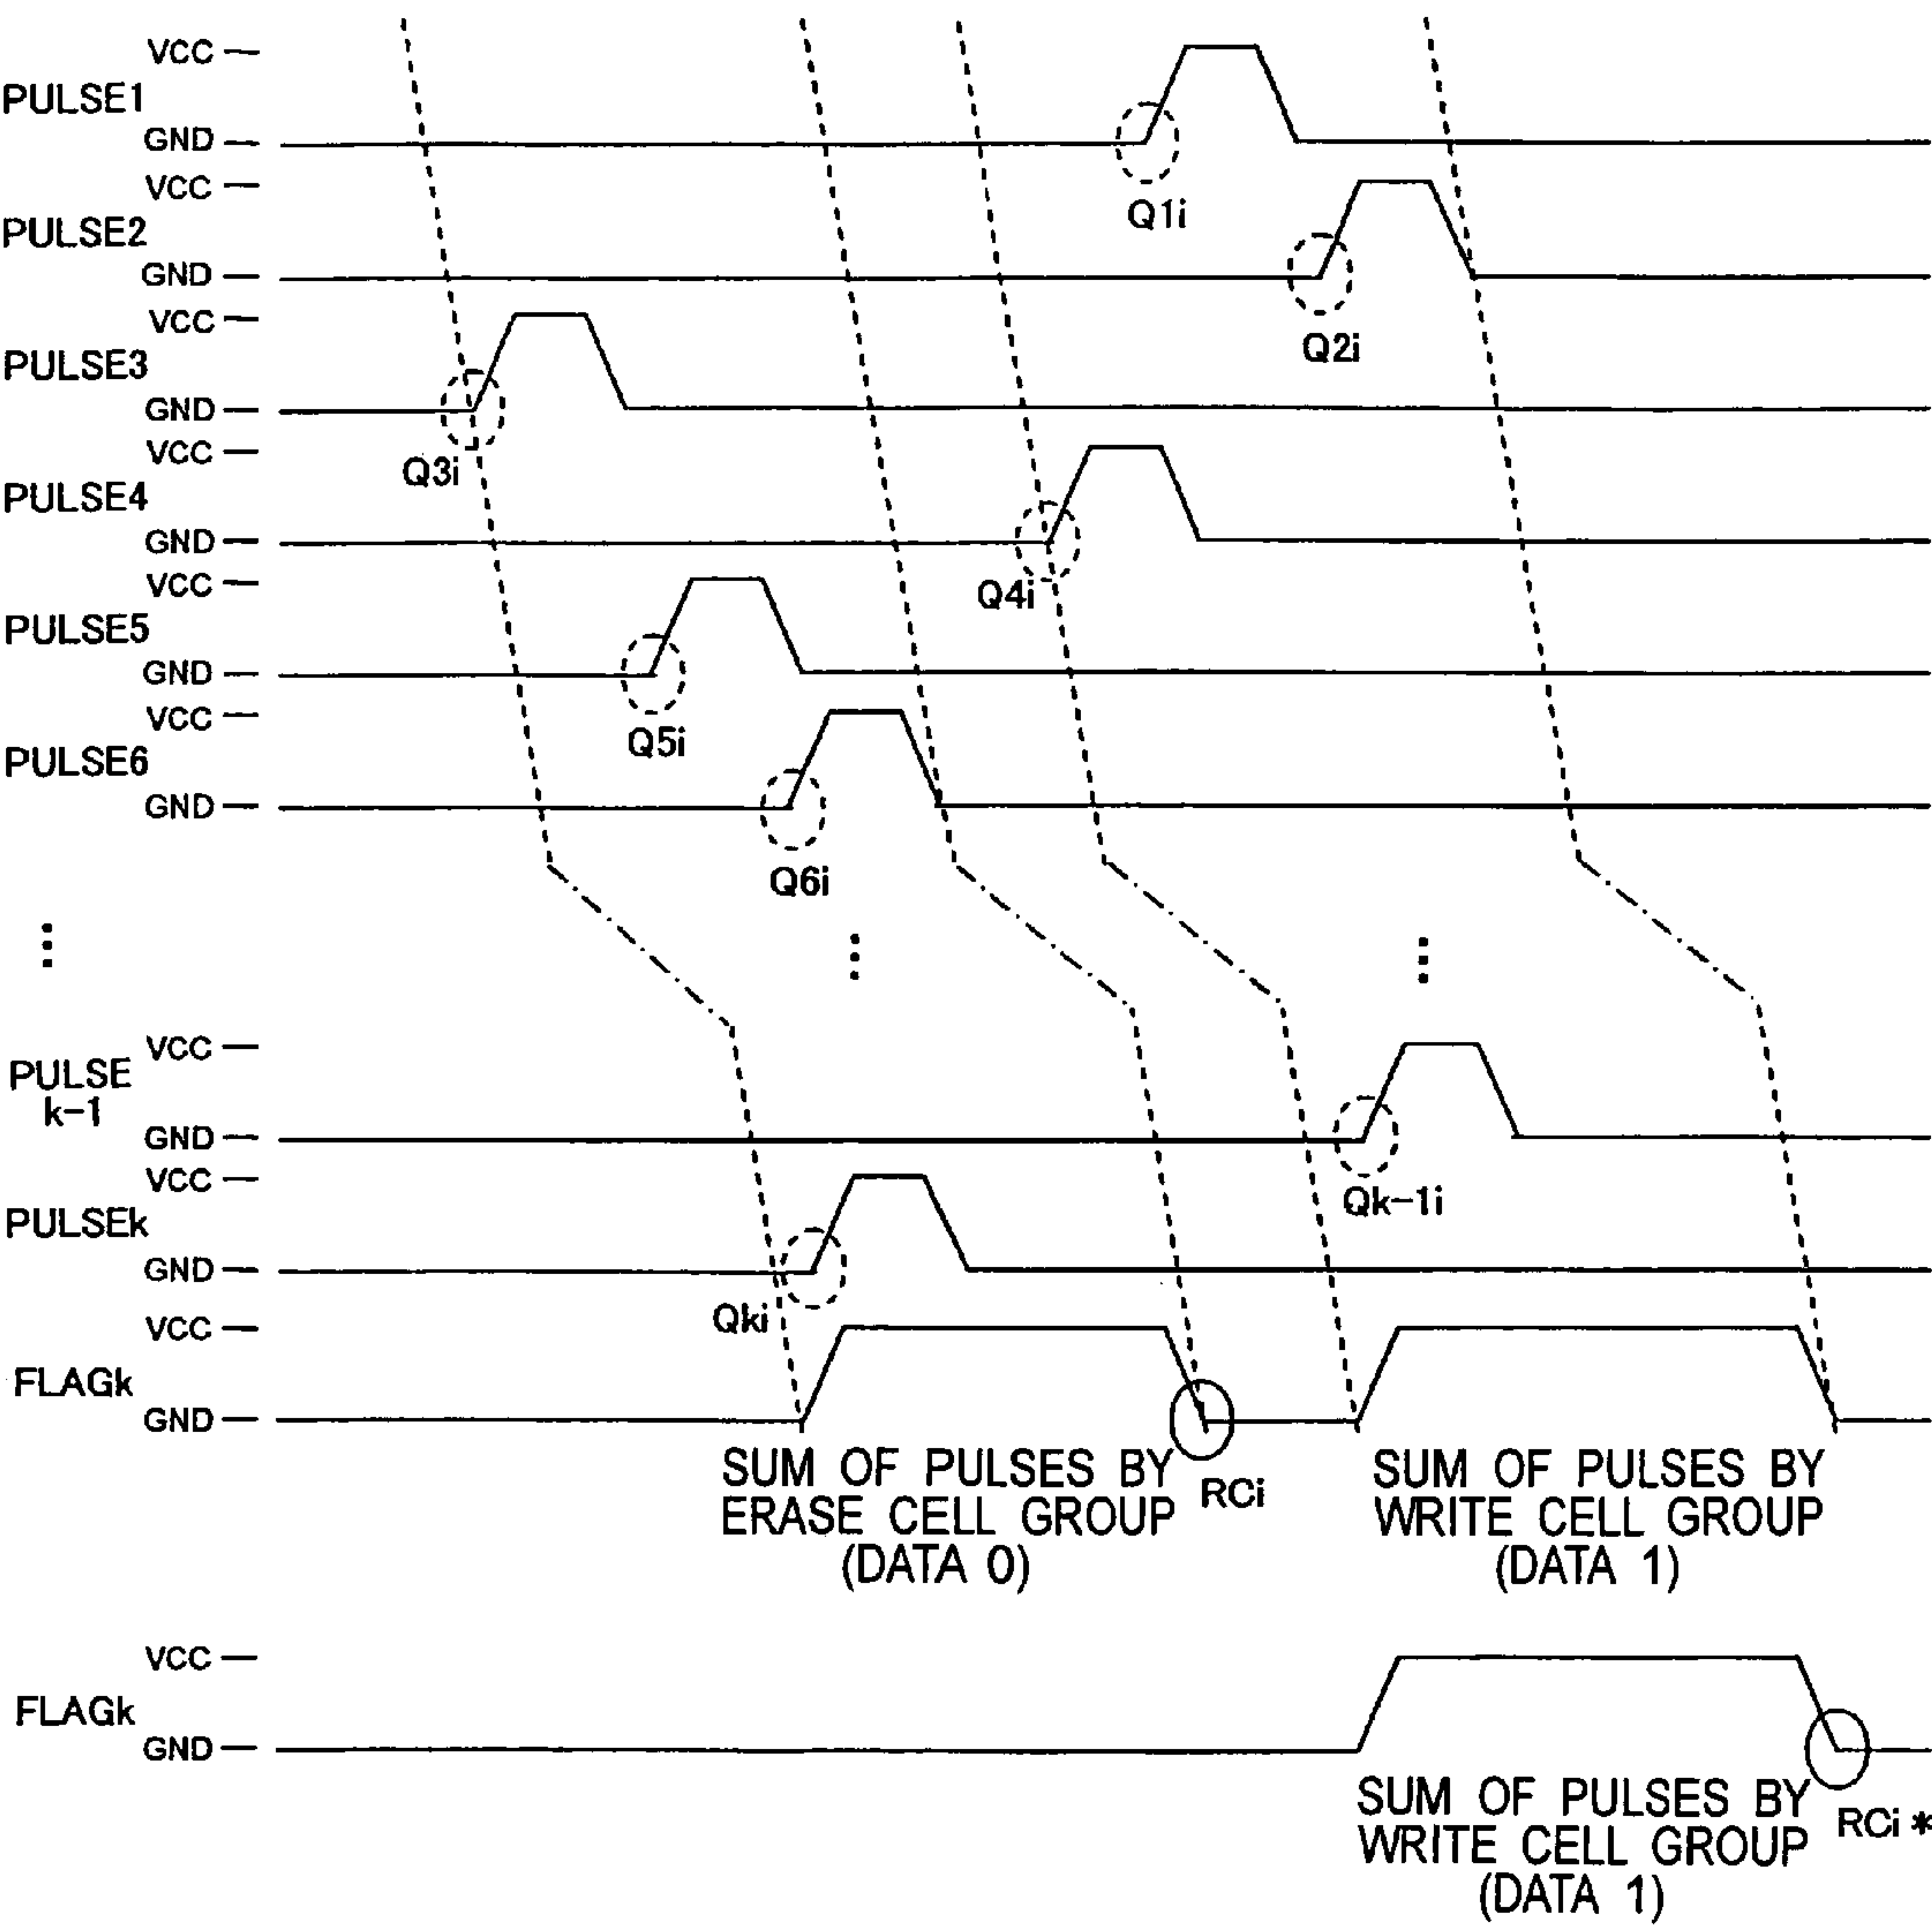 VCC
PULSE1
GND
Q1i
VCC
PULSE2
GND
Q2i
VCC
PULSE3
GND
Q3i
VCC
PULSE4
GND
Q4i
VCC
PULSE5
GND
Q5i
VCC
PULSE6
GND
Q6i
VCC
PULSE
k-1
GND
Qk-1i
VCC
PULSEk
GND
Qki
VCC
FLAGk
GND
SUM OF PULSES BY
ERASE CELL GROUP
(DATA 0)
RCi
SUM OF PULSES BY
WRITE CELL GROUP
(DATA 1)
VCC
FLAGk
GND
SUM OF PULSES BY
WRITE CELL GROUP
(DATA 1)
RCi *